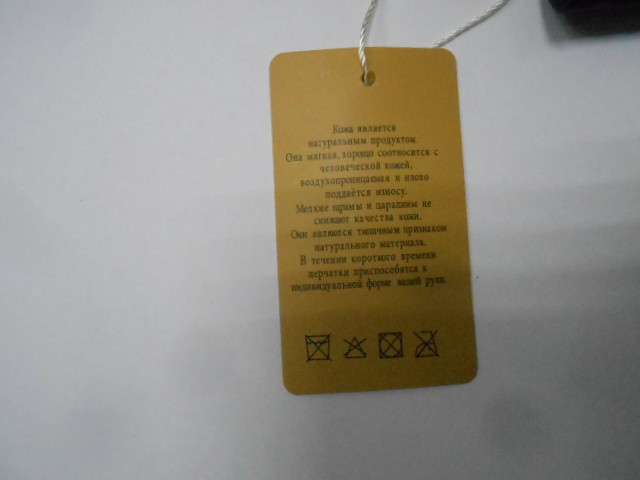 Кожа является
натуральным продуктом.
Она мягкая, хорошо соотносится с
человеческой кожей,
воздухопроницаемая и плохо
поддаётся износу.
Мелкие шрамы и царапины не
снижают качества кожи.
Они являются типичным признаком
натурального материала.
В течении короткого времени
перчатки приспособятся к
индивидуальной форме вашей руки.